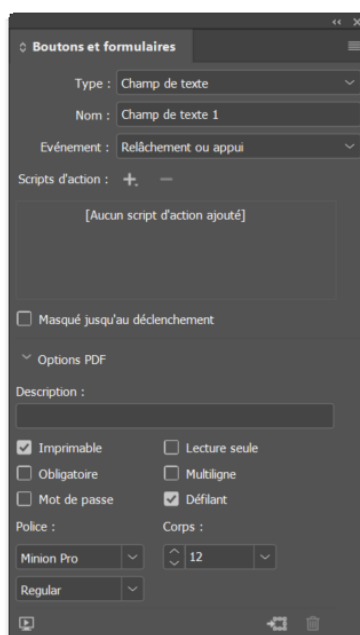 Boutons et formulaires
Type : Champ de texte
Nom : Champ de texte 1
Evénement : Relâchement ou appui
Scripts d'action :
[Aucun script d'action ajouté]
Masqué jusqu'au déclenchement
Options PDF
Description :
Imprimable Lecture seule
Obligatoire Multiligne
Mot de passe Défilant
Police : Corps :
Minion Pro 12
Regular